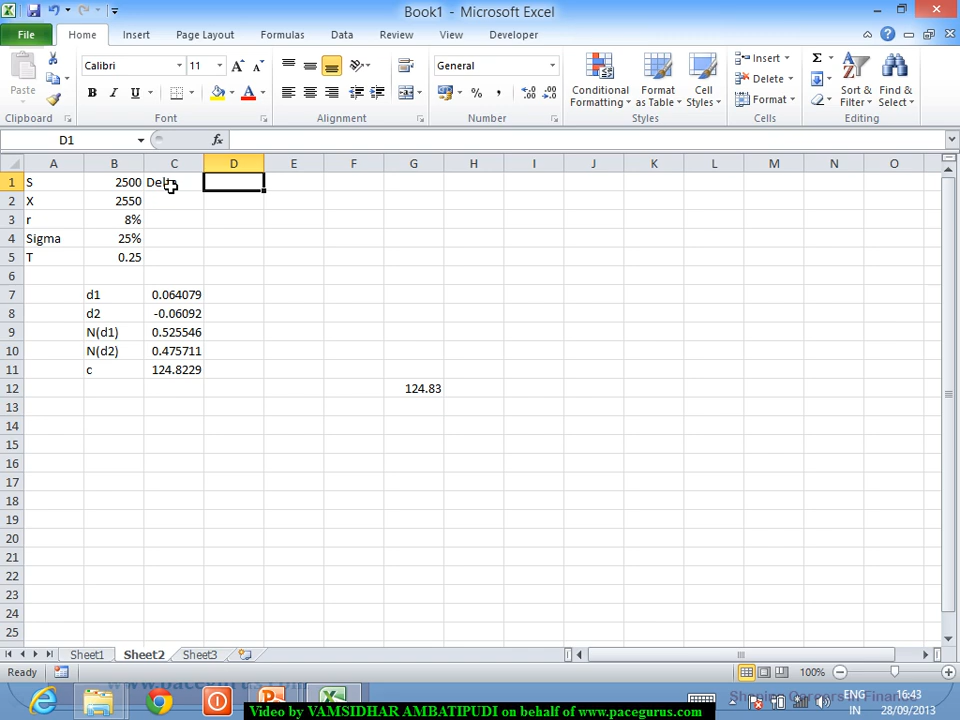 Book1 - Microsoft Excel
File Home Insert Page Layout Formulas Data Review View Developer
Paste Calibri 11 General Conditional Formatting Format as Table Cell Styles Insert Delete Format Sort & Filter Find & Select
B I U
Clipboard Font Alignment Number Styles Cells Editing
D1 fx
A B C D E F G H I J K L M N O
1 S 2500
2 X 2550
3 r 8%
4 Sigma 25%
5 T 0.25
6
7 d1 0.064079
8 d2 -0.06092
9 N(d1) 0.525546
10 N(d2) 0.475711
11 c 124.8229
12 124.83
13
14
15
16
17
18
19
20
21
22
23
24
25
Sheet1 Sheet2 Sheet3
Ready 100%
ENG 16:43
IN 28/09/2013
Video by VAMSIDHAR AMBATIPUDI on behalf of www.pacegurus.com